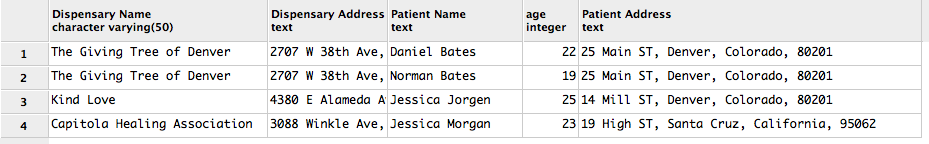 Dispensary Name Dispensary Address Patient Name age Patient Address
character varying(50) text text integer text
1 The Giving Tree of Denver 2707 W 38th Ave, Daniel Bates 22 25 Main ST, Denver, Colorado, 80201
2 The Giving Tree of Denver 2707 W 38th Ave, Norman Bates 19 25 Main ST, Denver, Colorado, 80201
3 Kind Love 4380 E Alameda A Jessica Jorgen 25 14 Mill ST, Denver, Colorado, 80201
4 Capitola Healing Association 3088 Winkle Ave, Jessica Morgan 23 19 High ST, Santa Cruz, California, 95062